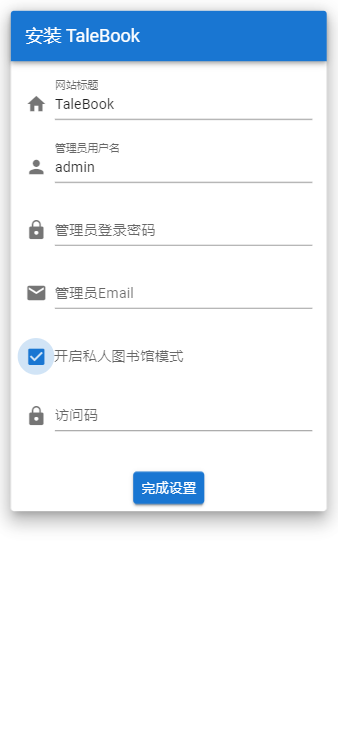 安装 TaleBook
网站标题
TaleBook
管理员用户名
admin
管理员登录密码
管理员Email
开启私人图书馆模式
访问码
完成设置